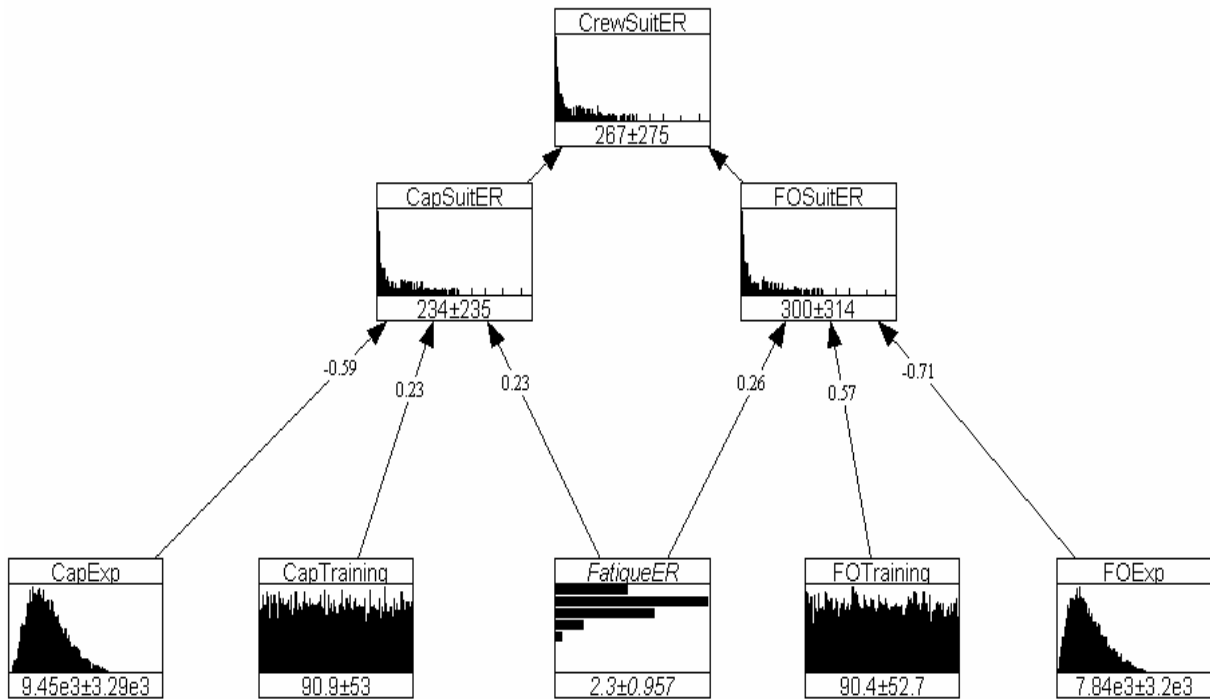 CrewSuitER
267±275
CapSuitER
FOSuitER
234±235
300±314
-0.59
0.23
0.23
0.26
0.57
-0.71
CapExp
CapTraining
FatiqueER
FOTraining
FOExp
9.45e3±3.29e3
90.9±53
2.3±0.957
90.4±52.7
7.84e3±3.2e3